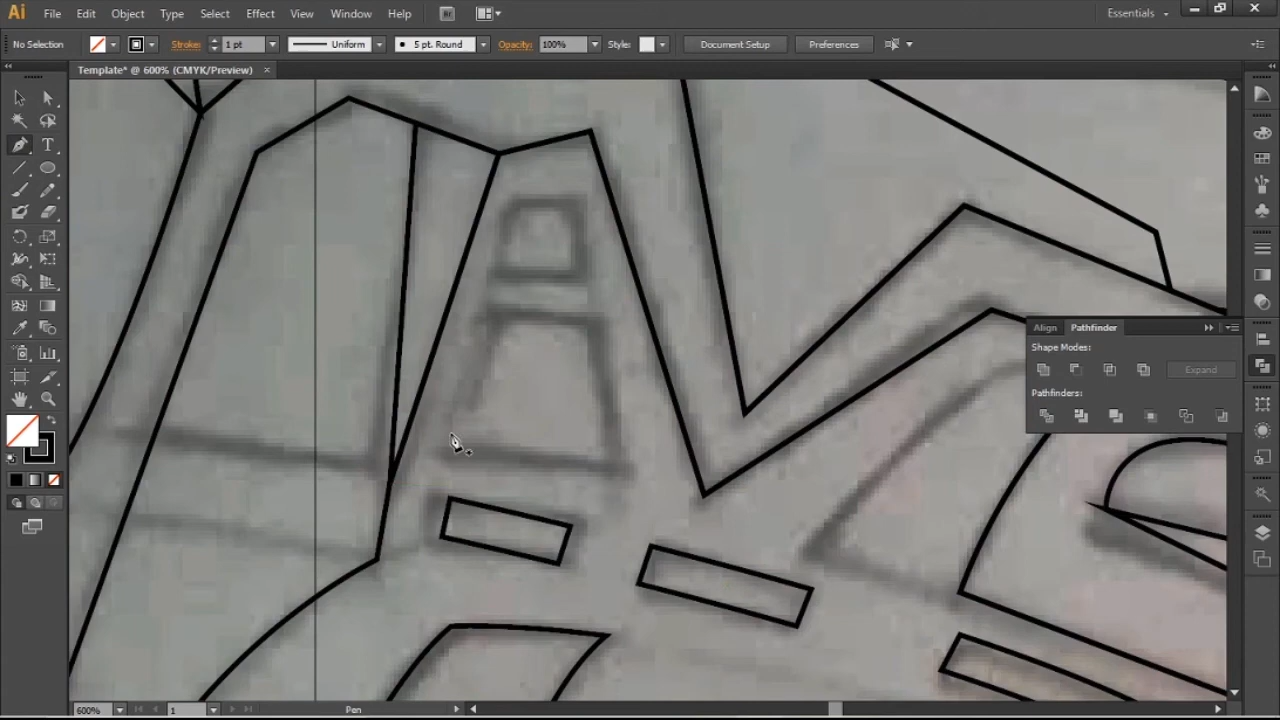 Ai File Edit Object Type Select Effect View Window Help Br Essentials
No Selection Stroke: 1 pt Uniform 5 pt. Round Opacity: 100% Style: Document Setup Preferences
Template* @ 600% (CMYK/Preview)
Align Pathfinder
Shape Modes:
Expand
Pathfinders:
600% 1 Pen